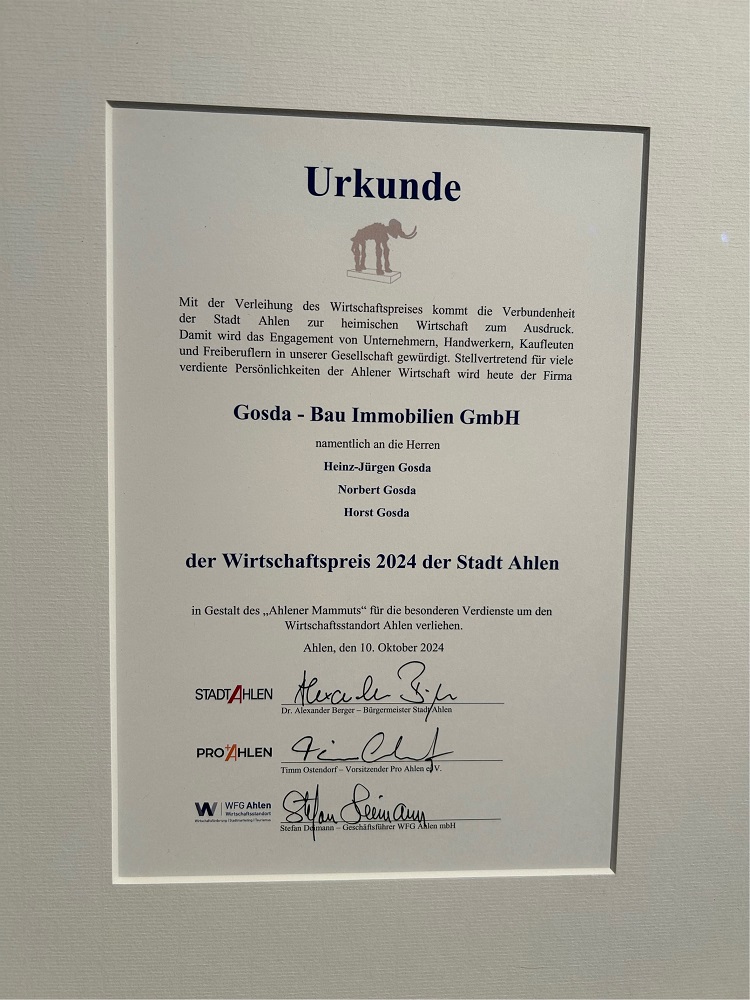 Urkunde
Mit der Verleihung des Wirtschaftspreises kommt die Verbundenheit
der Stadt Ahlen zur heimischen Wirtschaft zum Ausdruck.
Damit wird das Engagement von Unternehmern, Handwerkern, Kaufleuten
und Freiberuflern in unserer Gesellschaft gewürdigt. Stellvertretend für viele
verdiente Persönlichkeiten der Ahlener Wirtschaft wird heute der Firma
Gosda - Bau Immobilien GmbH
namentlich an die Herren
Heinz-Jürgen Gosda
Norbert Gosda
Horst Gosda
der Wirtschaftspreis 2024 der Stadt Ahlen
in Gestalt des „Ahlener Mammuts“ für die besonderen Verdienste um den
Wirtschaftsstandort Ahlen verliehen.
Ahlen, den 10. Oktober 2024
STADTAHLEN
Dr. Alexander Berger – Bürgermeister Stadt Ahlen
PROAHLEN
Timm Ostendorf – Vorsitzender Pro Ahlen e.V.
W WFG Ahlen
Wirtschaftsstandort
Wirtschaftsförderung | Stadtmarketing | Tourismus
Stefan Deimann – Geschäftsführer WFG Ahlen mbH